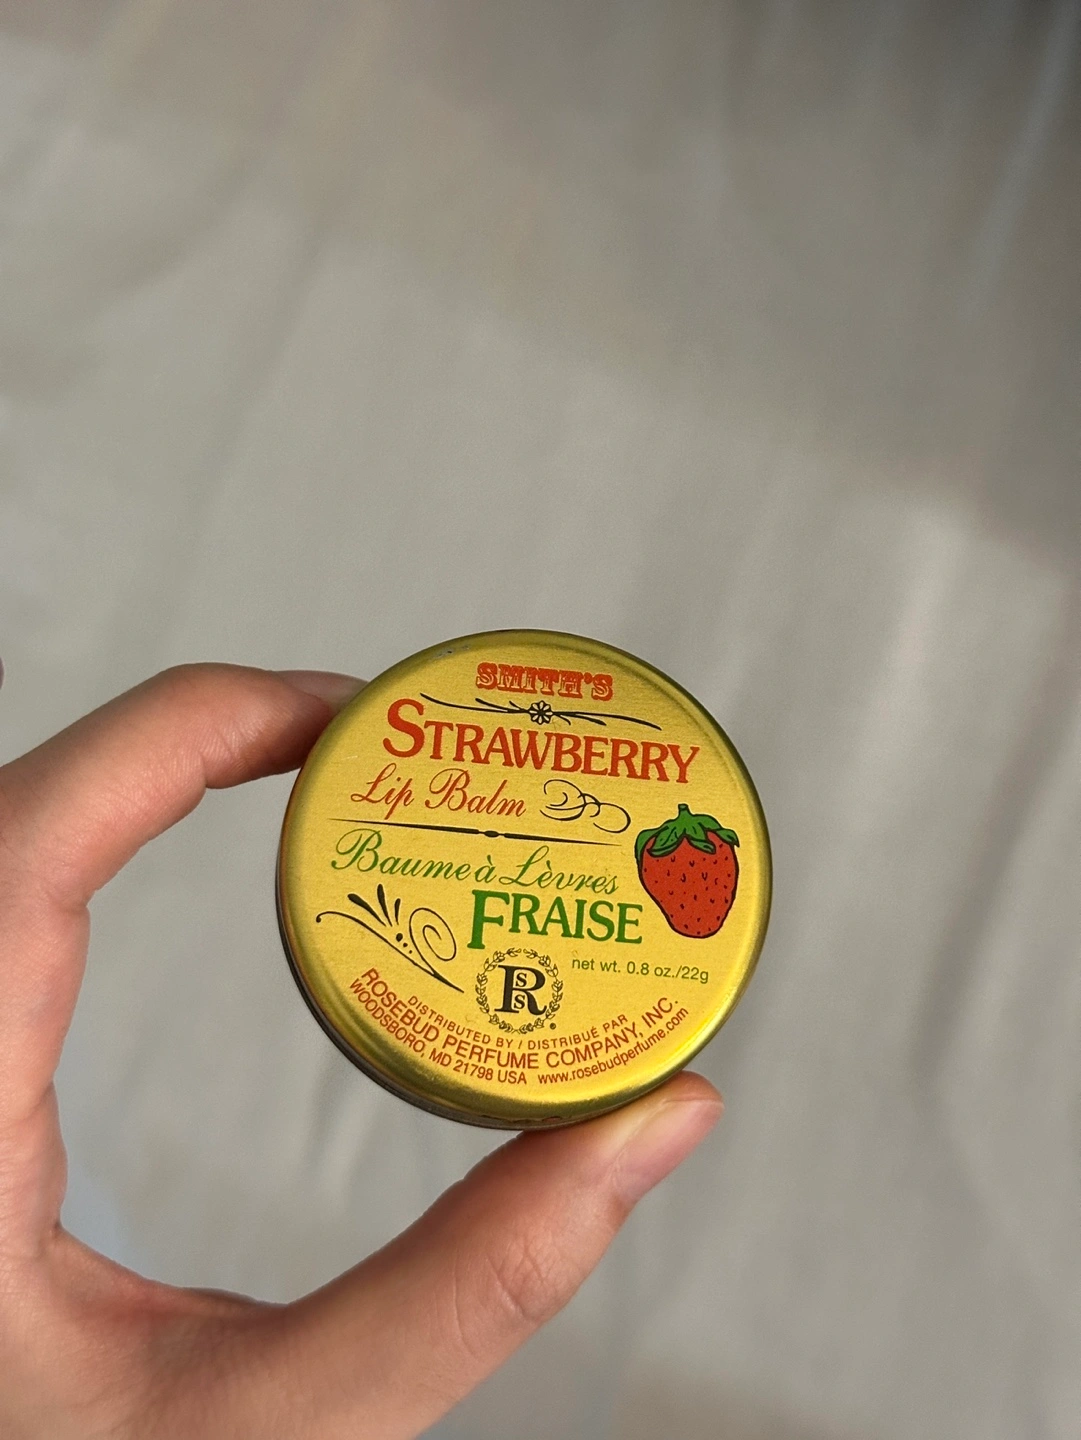 SMITH'S
STRAWBERRY
Lip Balm
Baume à Lèvres
FRAISE
net wt. 0.8 oz./22g
RSS
®
DISTRIBUTED BY / DISTRIBUÉ PAR
ROSEBUD PERFUME COMPANY, INC.
WOODSBORO, MD 21798 USA www.rosebudperfume.com